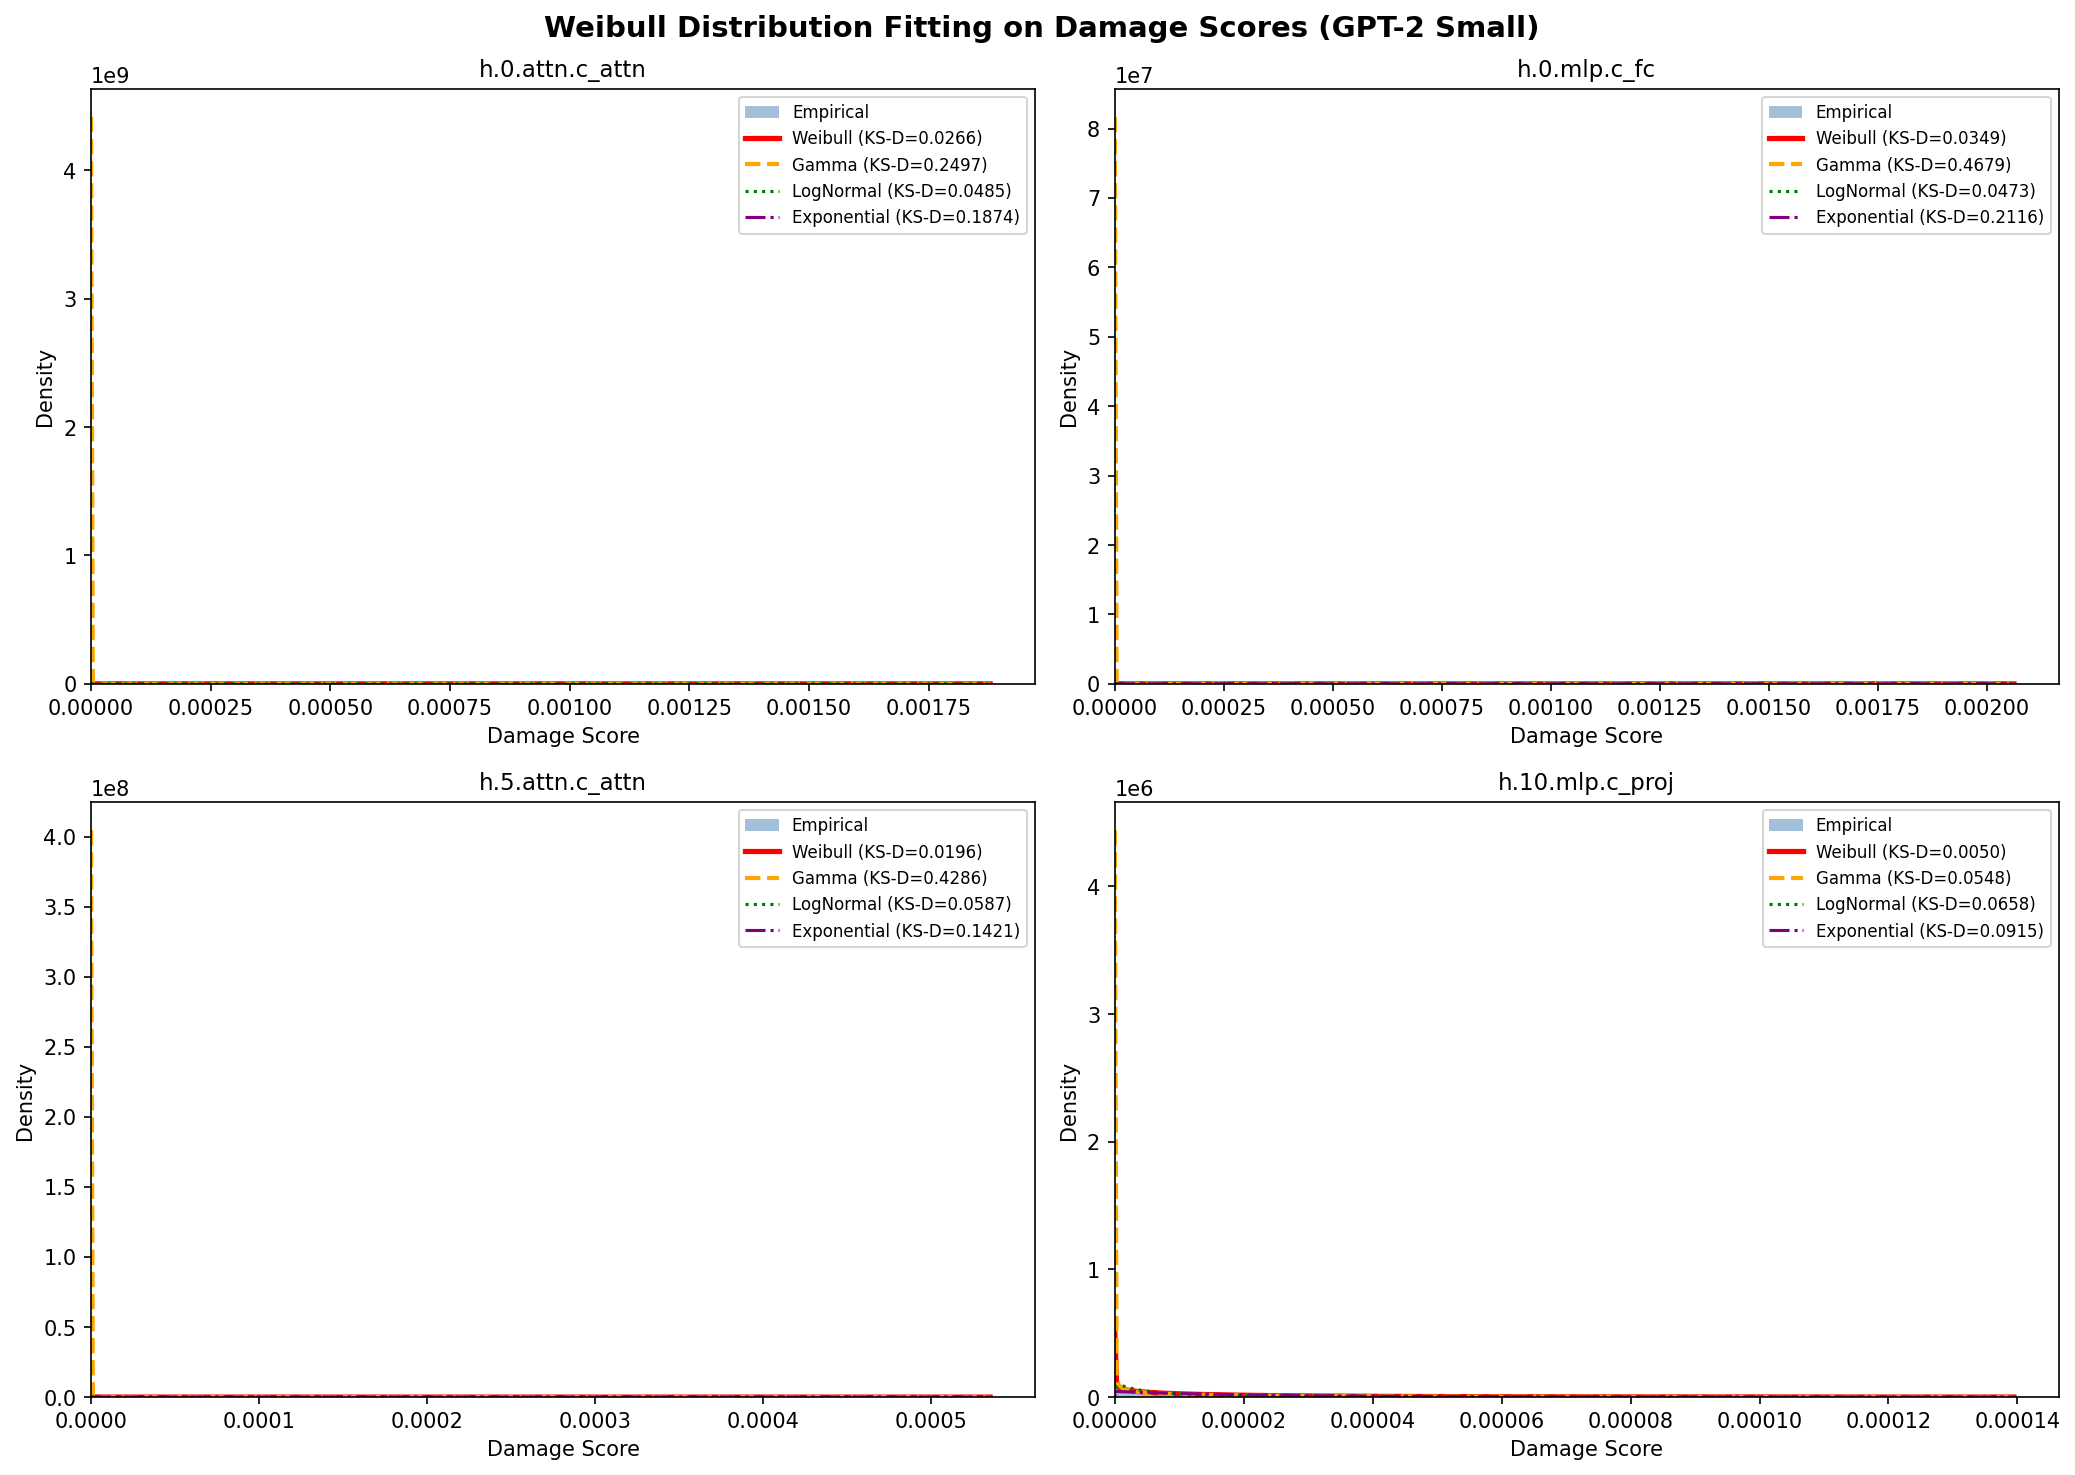 Weibull Distribution Fitting on Damage Scores (GPT-2 Small)
h.0.attn.c_attn
1e9
Empirical
Weibull (KS-D=0.0266)
Gamma (KS-D=0.2497)
LogNormal (KS-D=0.0485)
Exponential (KS-D=0.1874)
4
3
2
1
0
Density
0.00000 0.00025 0.00050 0.00075 0.00100 0.00125 0.00150 0.00175
Damage Score
h.0.mlp.c_fc
1e7
Empirical
Weibull (KS-D=0.0349)
Gamma (KS-D=0.4679)
LogNormal (KS-D=0.0473)
Exponential (KS-D=0.2116)
8
7
6
5
4
3
2
1
0
Density
0.00000 0.00025 0.00050 0.00075 0.00100 0.00125 0.00150 0.00175 0.00200
Damage Score
h.5.attn.c_attn
1e8
Empirical
Weibull (KS-D=0.0196)
Gamma (KS-D=0.4286)
LogNormal (KS-D=0.0587)
Exponential (KS-D=0.1421)
4.0
3.5
3.0
2.5
2.0
1.5
1.0
0.5
0.0
Density
0.0000 0.0001 0.0002 0.0003 0.0004 0.0005
Damage Score
h.10.mlp.c_proj
1e6
Empirical
Weibull (KS-D=0.0050)
Gamma (KS-D=0.0548)
LogNormal (KS-D=0.0658)
Exponential (KS-D=0.0915)
4
3
2
1
0
Density
0.00000 0.00002 0.00004 0.00006 0.00008 0.00010 0.00012 0.00014
Damage Score